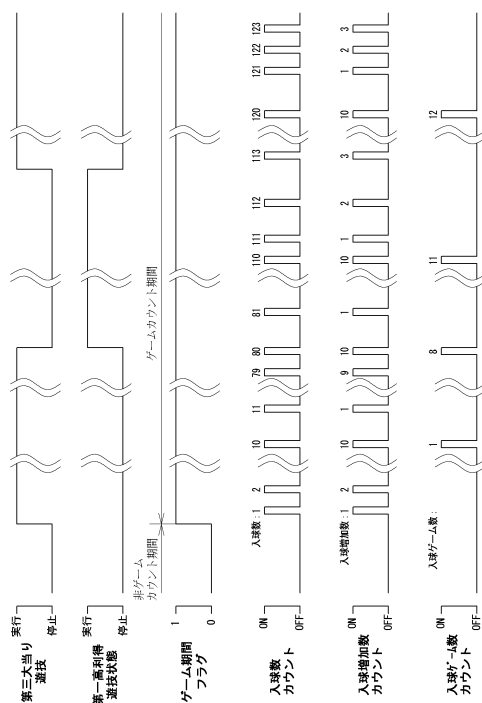 第三大当り
遊技
実行
停止
第一高利得
遊技状態
実行
停止
ゲーム期間
フラグ
1
0
非ゲーム
カウント期間
ゲームカウント期間
入球数
カウント
ON
OFF
入球数：1 2 10 11 79 80 81 110 111 112 113 120 121 122 123
入球増加数
カウント
ON
OFF
入球増加数：1 2 10 1 9 10 1 10 1 2 3 10 1 2 3
入球ゲーム数
カウント
ON
OFF
入球ゲーム数： 1 8 11 12